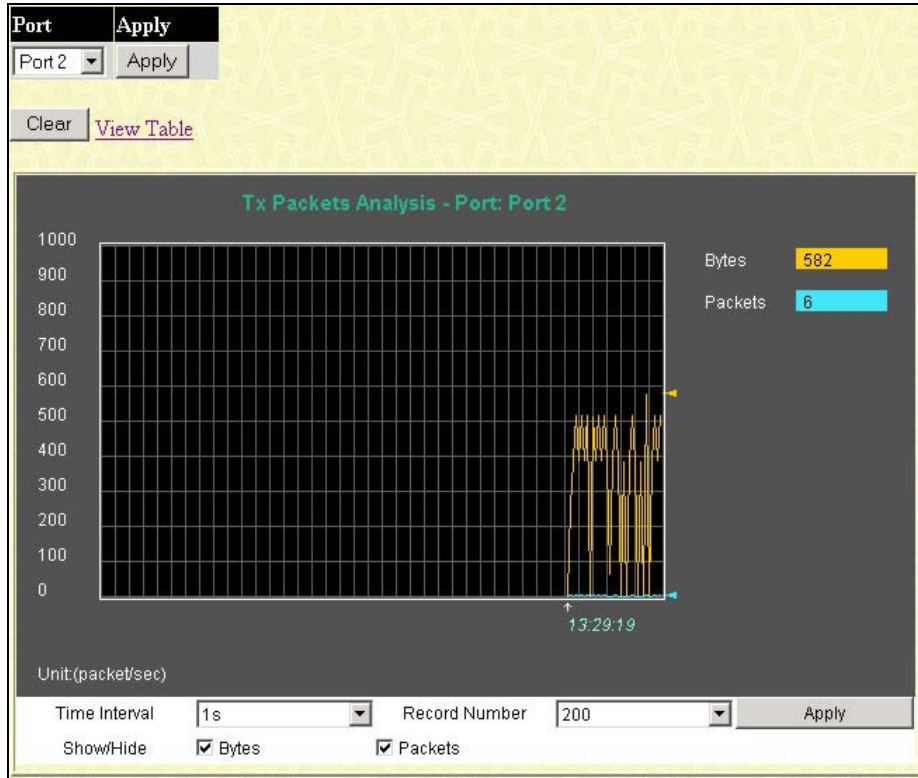 Port Apply
Port 2 Apply
Clear View Table
Tx Packets Analysis - Port: Port 2
1000
900
800
700
600
500
400
300
200
100
0
Bytes 582
Packets 6
13:29:19
Unit:(packet/sec)
Time Interval 1s Record Number 200 Apply
Show/Hide Bytes Packets